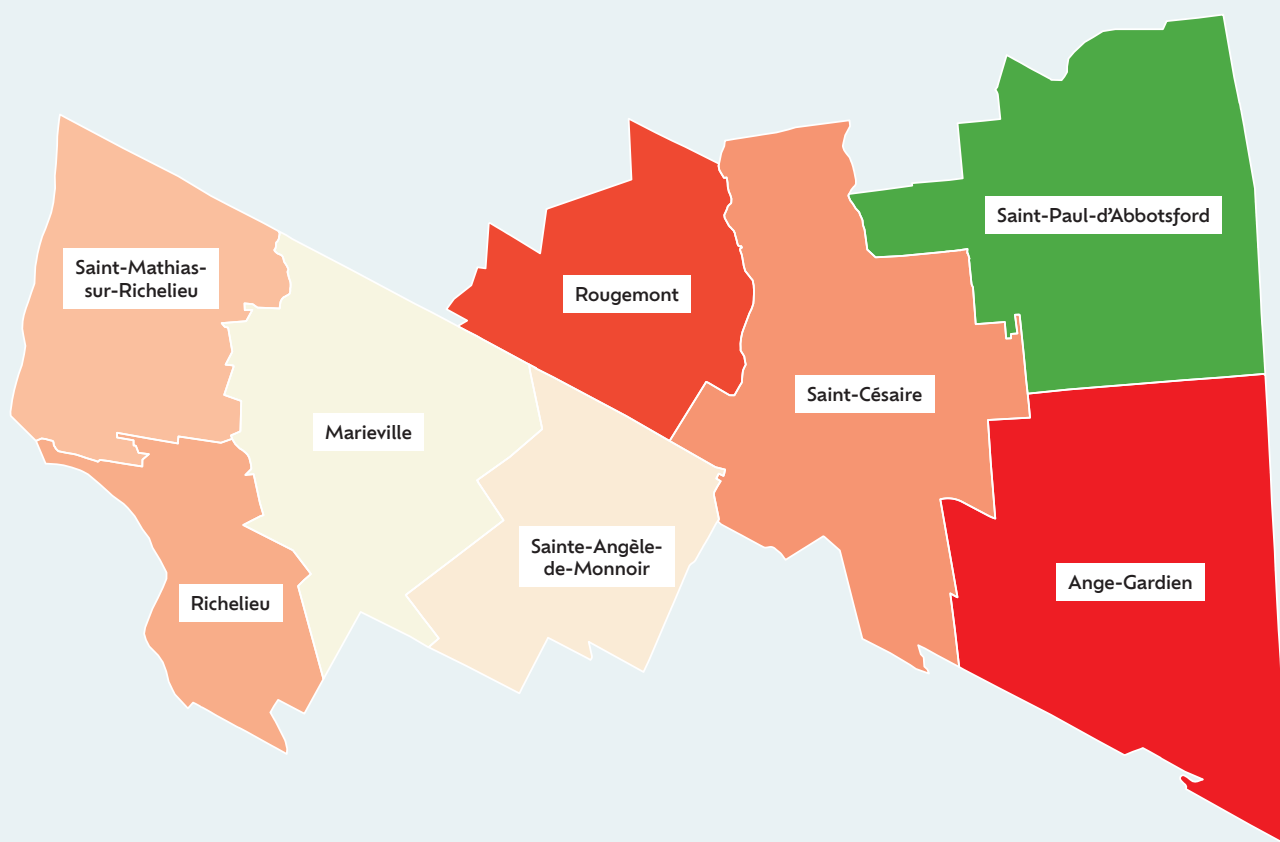 Saint-Paul-d’Abbotsford
Saint-Mathias-
sur-Richelieu
Rougemont
Saint-Césaire
Marieville
Sainte-Angèle-
de-Monnoir
Ange-Gardien
Richelieu